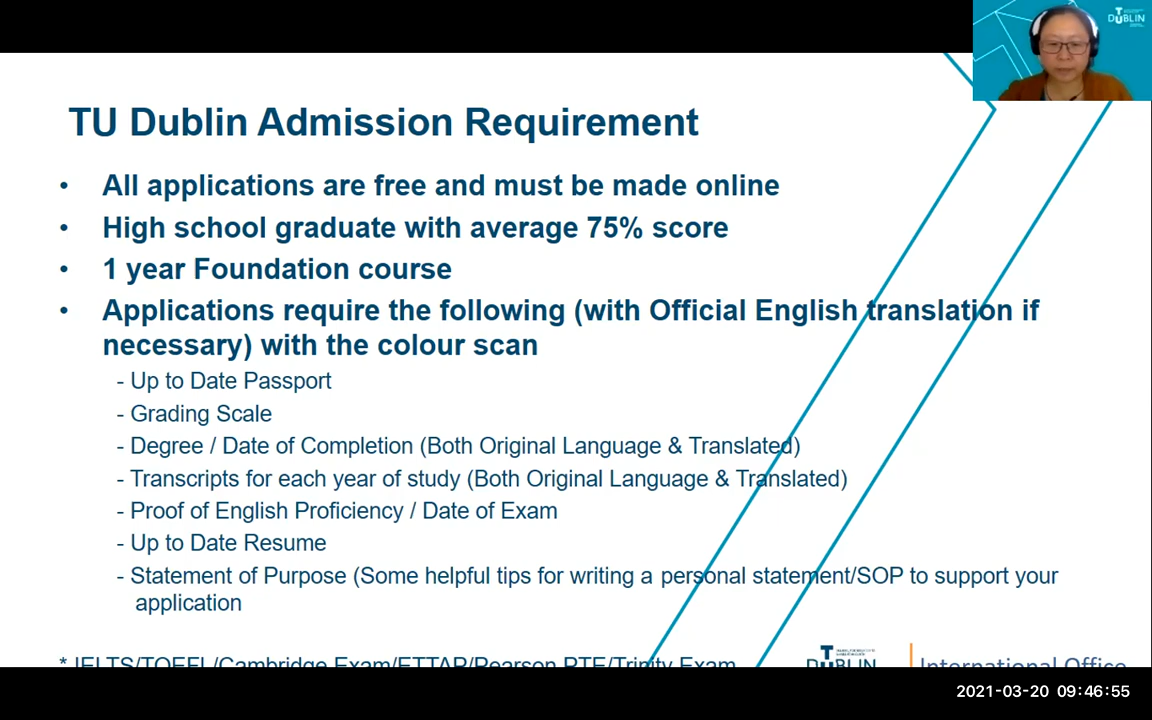 TU Dublin Admission Requirement
• All applications are free and must be made online
• High school graduate with average 75% score
• 1 year Foundation course
• Applications require the following (with Official English translation if
necessary) with the colour scan
- Up to Date Passport
- Grading Scale
- Degree / Date of Completion (Both Original Language & Translated)
- Transcripts for each year of study (Both Original Language & Translated)
- Proof of English Proficiency / Date of Exam
- Up to Date Resume
- Statement of Purpose (Some helpful tips for writing a personal statement/SOP to support your
application
* IELTS/TOEFL/Cambridge Exam/ETTAP/Pearson PTE/Trinity Exam
TU DUBLIN
International Office
TU DUBLIN
2021-03-20 09:46:55